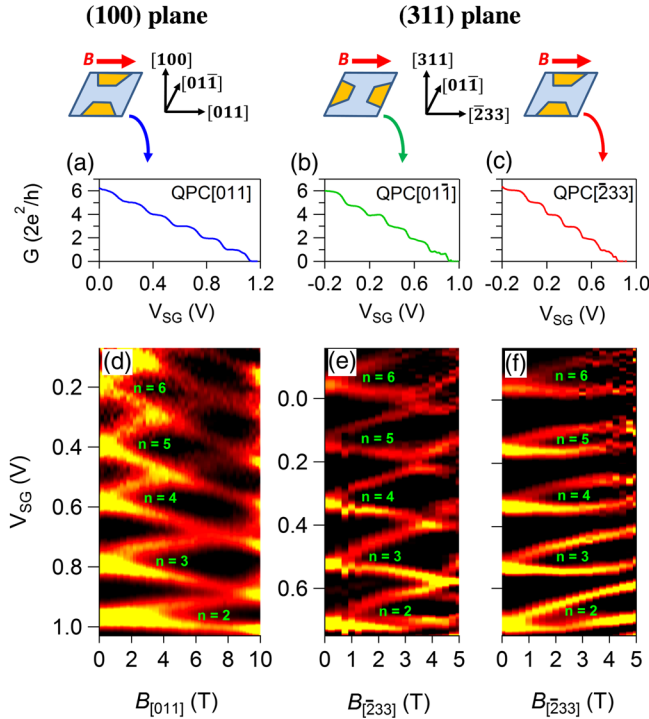 (100) plane (311) plane
B [100] [011̅] [011]
B [311] [011̅] [2̅33]
B
(a) (b) (c)
QPC[011] QPC[011̅] QPC[2̅33]
G (2e²/h)
6
4
2
0
0.0 0.4 0.8 1.2
-0.2 0.2 0.6 1.0
-0.2 0.2 0.6 1.0
V_SG (V) V_SG (V) V_SG (V)
(d) (e) (f)
n = 6 n = 6 n = 6
n = 5 n = 5 n = 5
n = 4 n = 4 n = 4
n = 3 n = 3 n = 3
n = 2 n = 2 n = 2
V_SG (V)
0.2
0.4
0.6
0.8
1.0
0.0
0.2
0.4
0.6
0 2 4 6 8 10
0 1 2 3 4 5
0 1 2 3 4 5
B_[011] (T) B_[2̅33] (T) B_[2̅33] (T)